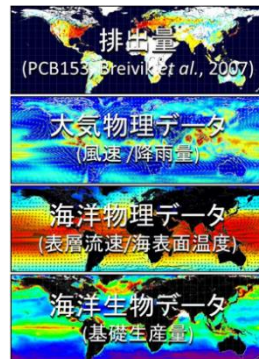 排出量
(PCB153, Breivik et al., 2007)
大気物理データ
(風速/降雨量)
海洋物理データ
(表層流速/海表面温度)
海洋生物データ
(基礎生産量)